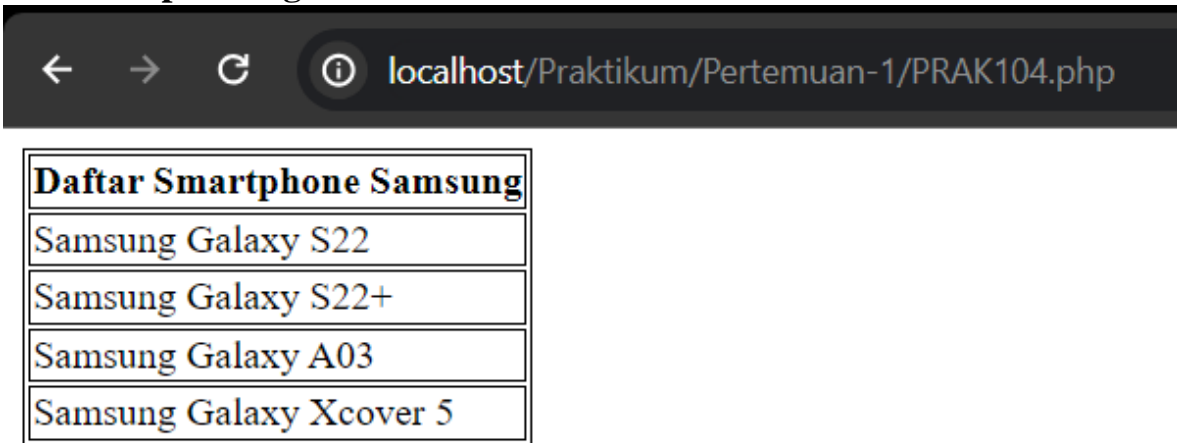 localhost/Praktikum/Pertemuan-1/PRAK104.php
Daftar Smartphone Samsung
Samsung Galaxy S22
Samsung Galaxy S22+
Samsung Galaxy A03
Samsung Galaxy Xcover 5